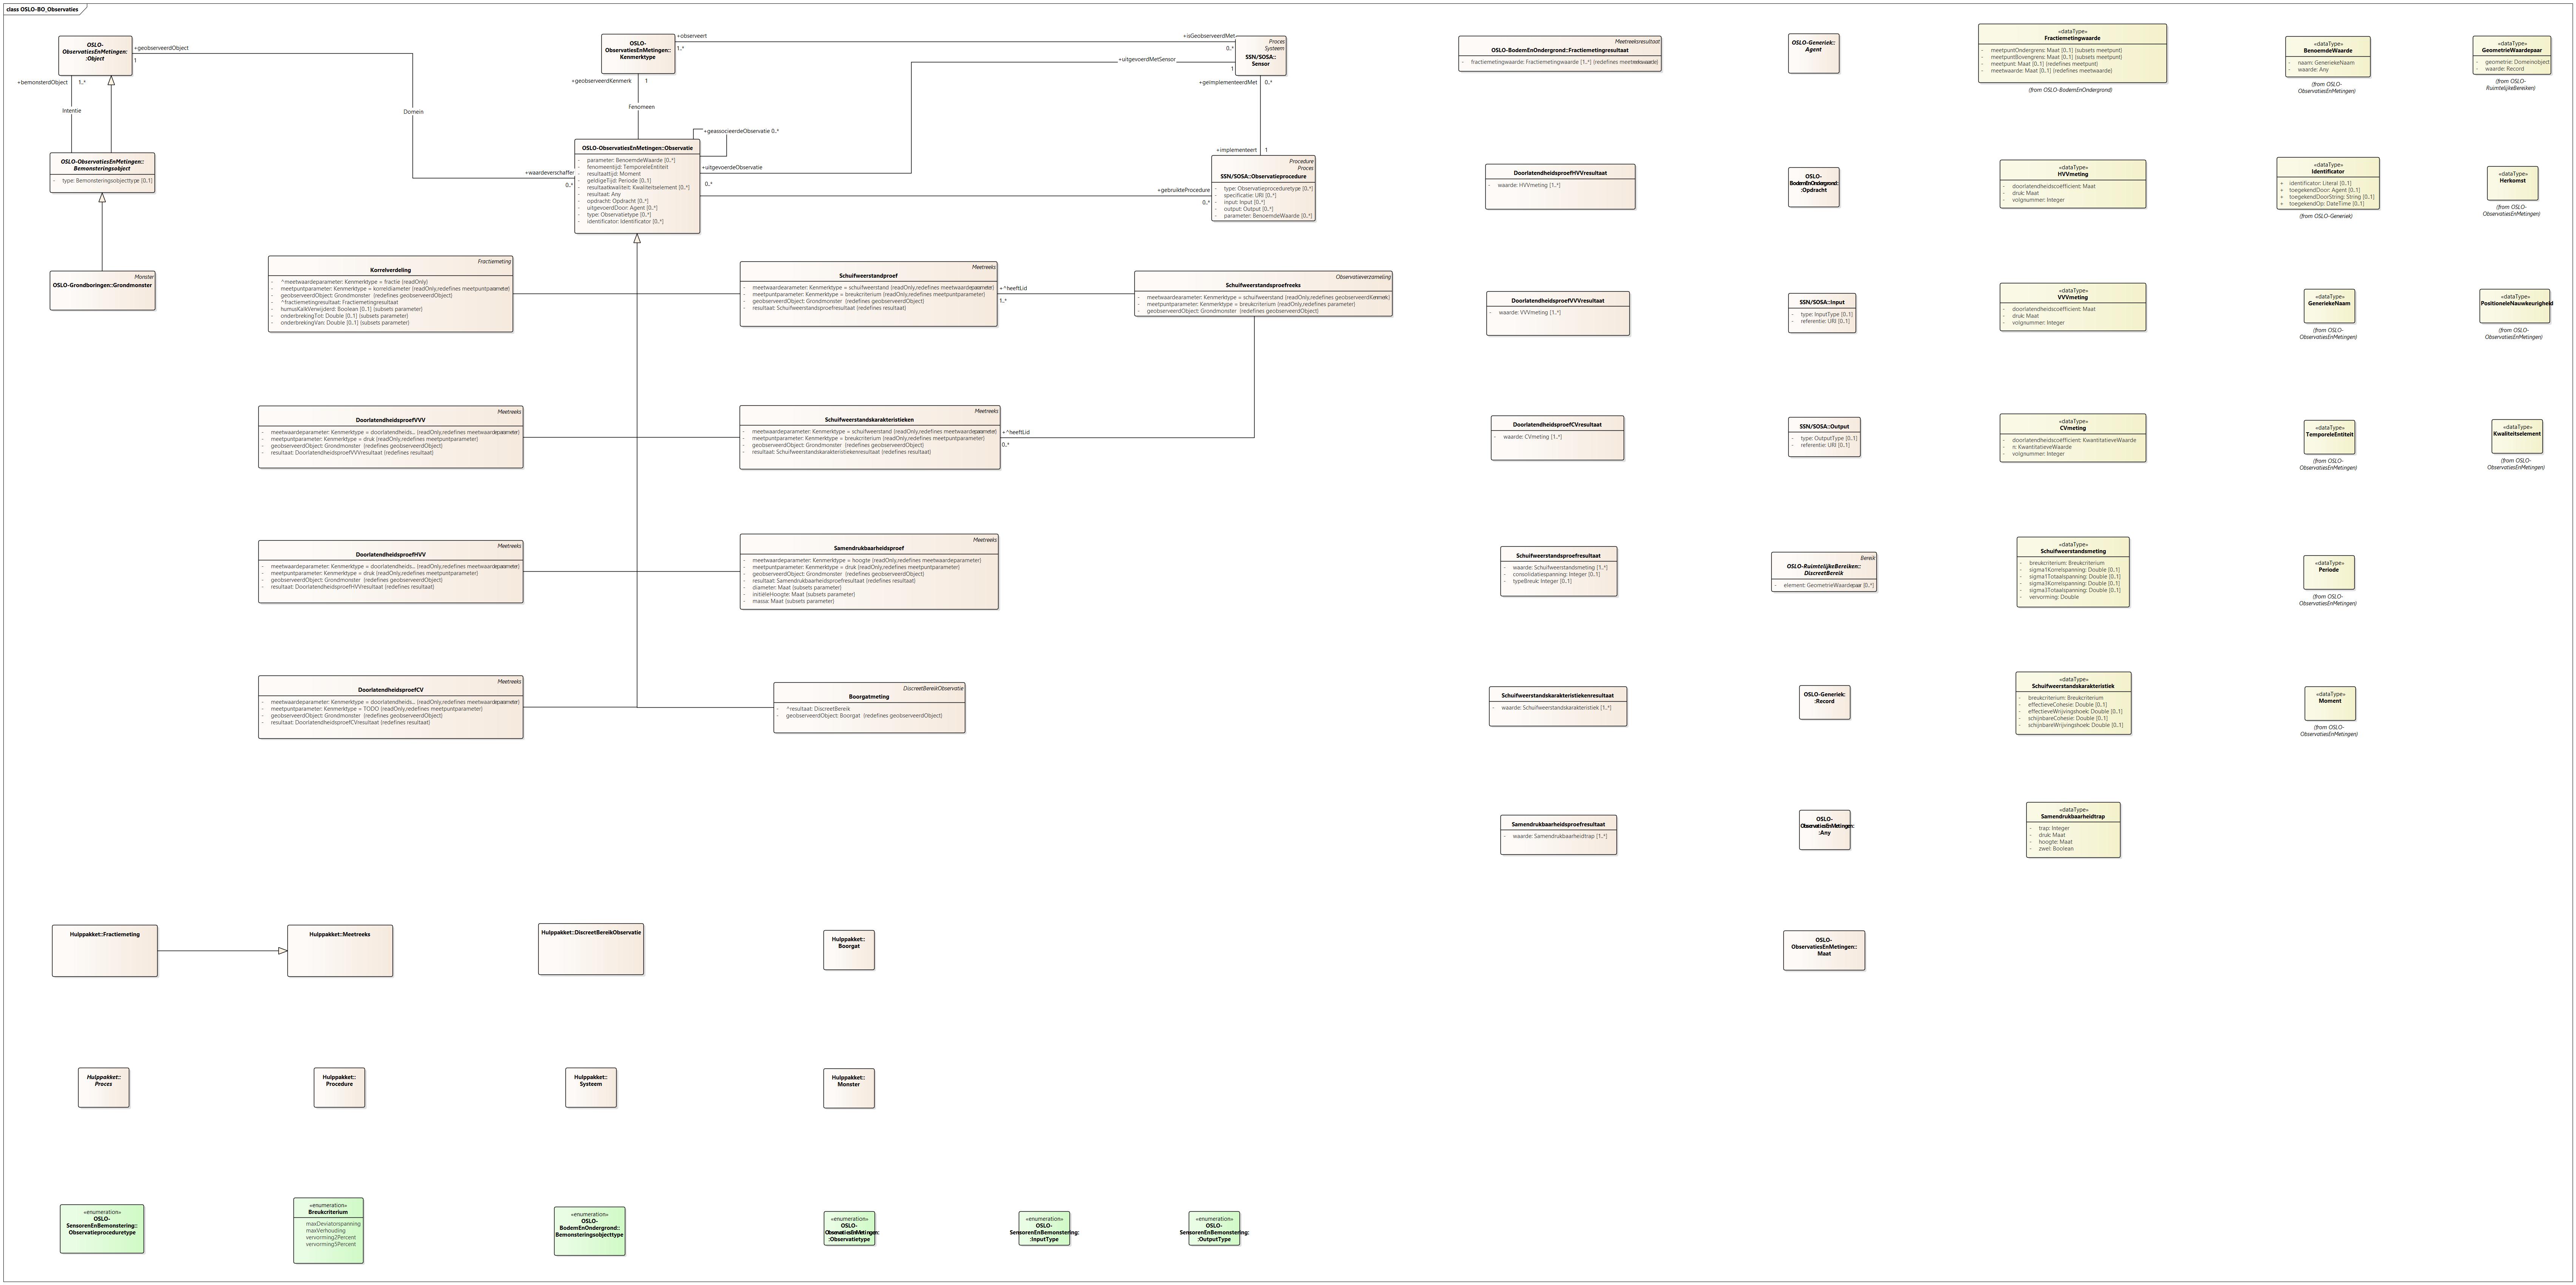 class OSLO-BO_Observaties
OSLO-
ObservatiesEnMetingen:
:Object
+geobserveerdObject
1
+bemonsterdObject
1..*
Intentie
Domein
OSLO-ObservatiesEnMetingen::
Bemonsteringsobject
- type: Bemonsteringsobjecttype [0..1]
Monster
OSLO-Grondboringen::Grondmonster
OSLO-
ObservatiesEnMetingen::
Kenmerktype
+observeert
1..*
+isGeobserveerdMet
0..*
+geobserveerdKenmerk
1
Fenomeen
Proces
Systeem
SSN/SOSA::
Sensor
+uitgevoerdMetSensor
1
+geïmplementeerdMet
0..*
+implementeert
1
+geassocieerdeObservatie 0..*
+uitgevoerdeObservatie
0..*
+waardeverschaffer
0..*
OSLO-ObservatiesEnMetingen::Observatie
- parameter: BenoemdeWaarde [0..*]
- fenomeentijd: TemporeleEntiteit
- resultaattijd: Moment
- geldigeTijd: Periode [0..1]
- resultaatkwaliteit: Kwaliteitselement [0..*]
- resultaat: Any
- opdracht: Opdracht [0..*]
- uitgevoerdDoor: Agent [0..*]
- type: Observatietype [0..*]
- identificator: Identificator [0..*]
+gebruikteProcedure
0..*
Procedure
Proces
SSN/SOSA::Observatieprocedure
- type: Observatieproceduretype [0..*]
- specificatie: URI [0..*]
- input: Input [0..*]
- output: Output [0..*]
- parameter: BenoemdeWaarde [0..*]
Fractiemeting
Korrelverdeling
- ^meetwaardeparameter: Kenmerktype = fractie {readOnly}
- meetpuntparameter: Kenmerktype = korreldiameter {readOnly,redefines meetpuntparameter}
- geobserveerdObject: Grondmonster {redefines geobserveerdObject}
- ^fractiemetingresultaat: Fractiemetingresultaat
- humusKalkVerwijderd: Boolean [0..1] {subsets parameter}
- onderbrekingTot: Double [0..1] {subsets parameter}
- onderbrekingVan: Double [0..1] {subsets parameter}
Meetreeks
Schuifweerstandproef
- meetwaardeparameter: Kenmerktype = schuifweerstand {readOnly,redefines meetwaardeparameter}
- meetpuntparameter: Kenmerktype = breukcriterium {readOnly,redefines meetpuntparameter}
- geobserveerdObject: Grondmonster {redefines geobserveerdObject}
- resultaat: Schuifweerstandsproefresultaat {redefines resultaat}
+^heeftLid
1..*
Observatieverzameling
Schuifweerstandsproefreeks
- meetwaardearameter: Kenmerktype = schuifweerstand {readOnly,redefines geobserveerdKenmerk}
- meetpuntparameter: Kenmerktype = breukcriterium {readOnly,redefines parameter}
- geobserveerdObject: Grondmonster {redefines geobserveerdObject}
Meetreeks
DoorlatendheidsproefVVV
- meetwaardeparameter: Kenmerktype = doorlatendheids... {readOnly,redefines meetwaardeparameter}
- meetpuntparameter: Kenmerktype = druk {readOnly,redefines meetpuntparameter}
- geobserveerdObject: Grondmonster {redefines geobserveerdObject}
- resultaat: DoorlatendheidsproefVVVresultaat {redefines resultaat}
Meetreeks
Schuifweerstandskarakteristieken
- meetwaardeparameter: Kenmerktype = schuifweerstand {readOnly,redefines meetwaardeparameter}
- meetpuntparameter: Kenmerktype = breukcriterium {readOnly,redefines meetpuntparameter}
- geobserveerdObject: Grondmonster {redefines geobserveerdObject}
- resultaat: Schuifweerstandskarakteristiekenresultaat {redefines resultaat}
+^heeftLid
0..*
Meetreeks
DoorlatendheidsproefHVV
- meetwaardeparameter: Kenmerktype = doorlatendheids... {readOnly,redefines meetwaardeparameter}
- meetpuntparameter: Kenmerktype = druk {readOnly,redefines meetpuntparameter}
- geobserveerdObject: Grondmonster {redefines geobserveerdObject}
- resultaat: DoorlatendheidsproefHVVresultaat {redefines resultaat}
Meetreeks
Samendrukbaarheidsproef
- meetwaardeparameter: Kenmerktype = hoogte {readOnly,redefines meetwaardeparameter}
- meetpuntparameter: Kenmerktype = druk {readOnly,redefines meetpuntparameter}
- geobserveerdObject: Grondmonster {redefines geobserveerdObject}
- resultaat: Samendrukbaarheidsproefresultaat {redefines resultaat}
- diameter: Maat {subsets parameter}
- initiëleHoogte: Maat {subsets parameter}
- massa: Maat {subsets parameter}
Meetreeks
DoorlatendheidsproefCV
- meetwaardeparameter: Kenmerktype = doorlatendheids... {readOnly,redefines meetwaardeparameter}
- meetpuntparameter: Kenmerktype = TODO {readOnly,redefines meetpuntparameter}
- geobserveerdObject: Grondmonster {redefines geobserveerdObject}
- resultaat: DoorlatendheidsproefCVresultaat {redefines resultaat}
DiscreetBereikObservatie
Boorgatmeting
- ^resultaat: DiscreetBereik
- geobserveerdObject: Boorgat {redefines geobserveerdObject}
Meetreeksresultaat
OSLO-BodemEnOndergrond::Fractiemetingresultaat
- fractiemetingwaarde: Fractiemetingwaarde [1..*] {redefines meetreekswaarde}
DoorlatendheidsproefHVVresultaat
- waarde: HVVmeting [1..*]
DoorlatendheidsproefVVVresultaat
- waarde: VVVmeting [1..*]
DoorlatendheidsproefCVresultaat
- waarde: CVmeting [1..*]
Schuifweerstandsproefresultaat
- waarde: Schuifweerstandsmeting [1..*]
- consolidatiespanning: Integer [0..1]
- typeBreuk: Integer [0..1]
Schuifweerstandskarakteristiekenresultaat
- waarde: Schuifweerstandskarakteristiek [1..*]
Samendrukbaarheidsproefresultaat
- waarde: Samendrukbaarheidtrap [1..*]
OSLO-Generiek::
Agent
OSLO-
BodemEnOndergrond:
:Opdracht
SSN/SOSA::Input
- type: InputType [0..1]
- referentie: URI [0..1]
SSN/SOSA::Output
- type: OutputType [0..1]
- referentie: URI [0..1]
Bereik
OSLO-RuimtelijkeBereiken::
DiscreetBereik
- element: GeometrieWaardepaar [0..*]
OSLO-Generiek:
:Record
OSLO-
ObservatiesEnMetingen:
:Any
OSLO-
ObservatiesEnMetingen::
Maat
«dataType»
Fractiemetingwaarde
- meetpuntOndergrens: Maat [0..1] {subsets meetpunt}
- meetpuntBovengrens: Maat [0..1] {subsets meetpunt}
- meetpunt: Maat [0..1] {redefines meetpunt}
- meetwaarde: Maat [0..1] {redefines meetwaarde}
(from OSLO-BodemEnOndergrond)
«dataType»
HVVmeting
- doorlatendheidscoëfficient: Maat
- druk: Maat
- volgnummer: Integer
«dataType»
VVVmeting
- doorlatendheidscoëfficient: Maat
- druk: Maat
- volgnummer: Integer
«dataType»
CVmeting
- doorlatendheidscoëfficient: KwantitatieveWaarde
- n: KwantitatieveWaarde
- volgnummer: Integer
«dataType»
Schuifweerstandsmeting
- breukcriterium: Breukcriterium
- sigma1Korrelspanning: Double [0..1]
- sigma1Totaalspanning: Double [0..1]
- sigma3Korrelspanning: Double [0..1]
- sigma3Totaalspanning: Double [0..1]
- vervorming: Double
«dataType»
Schuifweerstandskarakteristiek
- breukcriterium: Breukcriterium
- effectieveCohesie: Double [0..1]
- effectieveWrijvingshoek: Double [0..1]
- schijnbareCohesie: Double [0..1]
- schijnbareWrijvingshoek: Double [0..1]
«dataType»
Samendrukbaarheidtrap
- trap: Integer
- druk: Maat
- hoogte: Maat
- zwel: Boolean
«dataType»
BenoemdeWaarde
- naam: GeneriekeNaam
- waarde: Any
(from OSLO-
ObservatiesEnMetingen)
«dataType»
Identificator
+ identificator: Literal [0..1]
+ toegekendDoor: Agent [0..1]
+ toegekendDoorString: String [0..1]
+ toegekendOp: DateTime [0..1]
(from OSLO-Generiek)
«dataType»
GeneriekeNaam
(from OSLO-
ObservatiesEnMetingen)
«dataType»
TemporeleEntiteit
(from OSLO-
ObservatiesEnMetingen)
«dataType»
Periode
(from OSLO-
ObservatiesEnMetingen)
«dataType»
Moment
(from OSLO-
ObservatiesEnMetingen)
«dataType»
GeometrieWaardepaar
- geometrie: Domeinobject
- waarde: Record
(from OSLO-
RuimtelijkeBereiken)
«dataType»
Herkomst
(from OSLO-
ObservatiesEnMetingen)
«dataType»
PositioneleNauwkeurigheid
(from OSLO-
ObservatiesEnMetingen)
«dataType»
Kwaliteitselement
(from OSLO-
ObservatiesEnMetingen)
Hulppakket::Fractiemeting
Hulppakket::Meetreeks
Hulppakket::DiscreetBereikObservatie
Hulppakket::
Boorgat
Hulppakket::
Proces
Hulppakket::
Procedure
Hulppakket::
Systeem
Hulppakket::
Monster
«enumeration»
OSLO-
SensorenEnBemonstering::
Observatieproceduretype
«enumeration»
Breukcriterium
maxDeviatorspanning
maxVerhouding
vervorming2Percent
vervorming5Percent
«enumeration»
OSLO-
BodemEnOndergrond::
Bemonsteringsobjecttype
«enumeration»
OSLO-
ObservatiesEnMetingen:
:Observatietype
«enumeration»
OSLO-
SensorenEnBemonstering:
:InputType
«enumeration»
OSLO-
SensorenEnBemonstering:
:OutputType